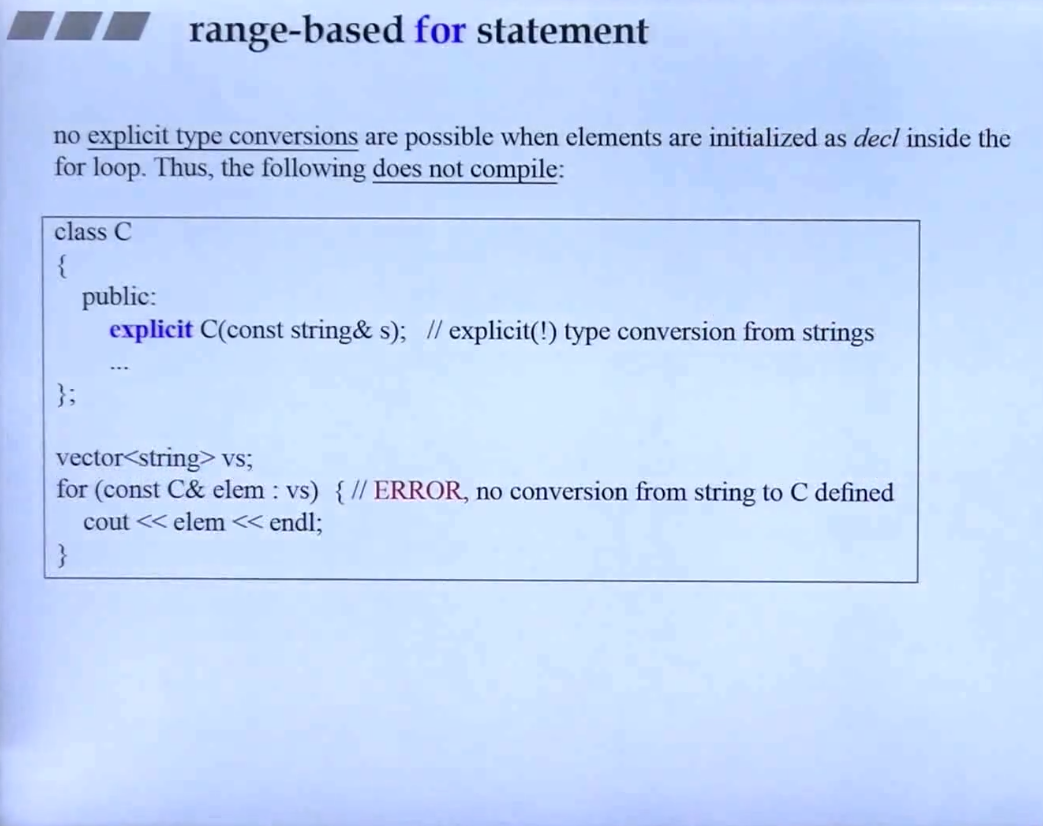 range-based for statement
no explicit type conversions are possible when elements are initialized as decl inside the
for loop. Thus, the following does not compile:
class C
{
public:
explicit C(const string& s); // explicit(!) type conversion from strings
...
};
vector<string> vs;
for (const C& elem : vs) { // ERROR, no conversion from string to C defined
cout << elem << endl;
}